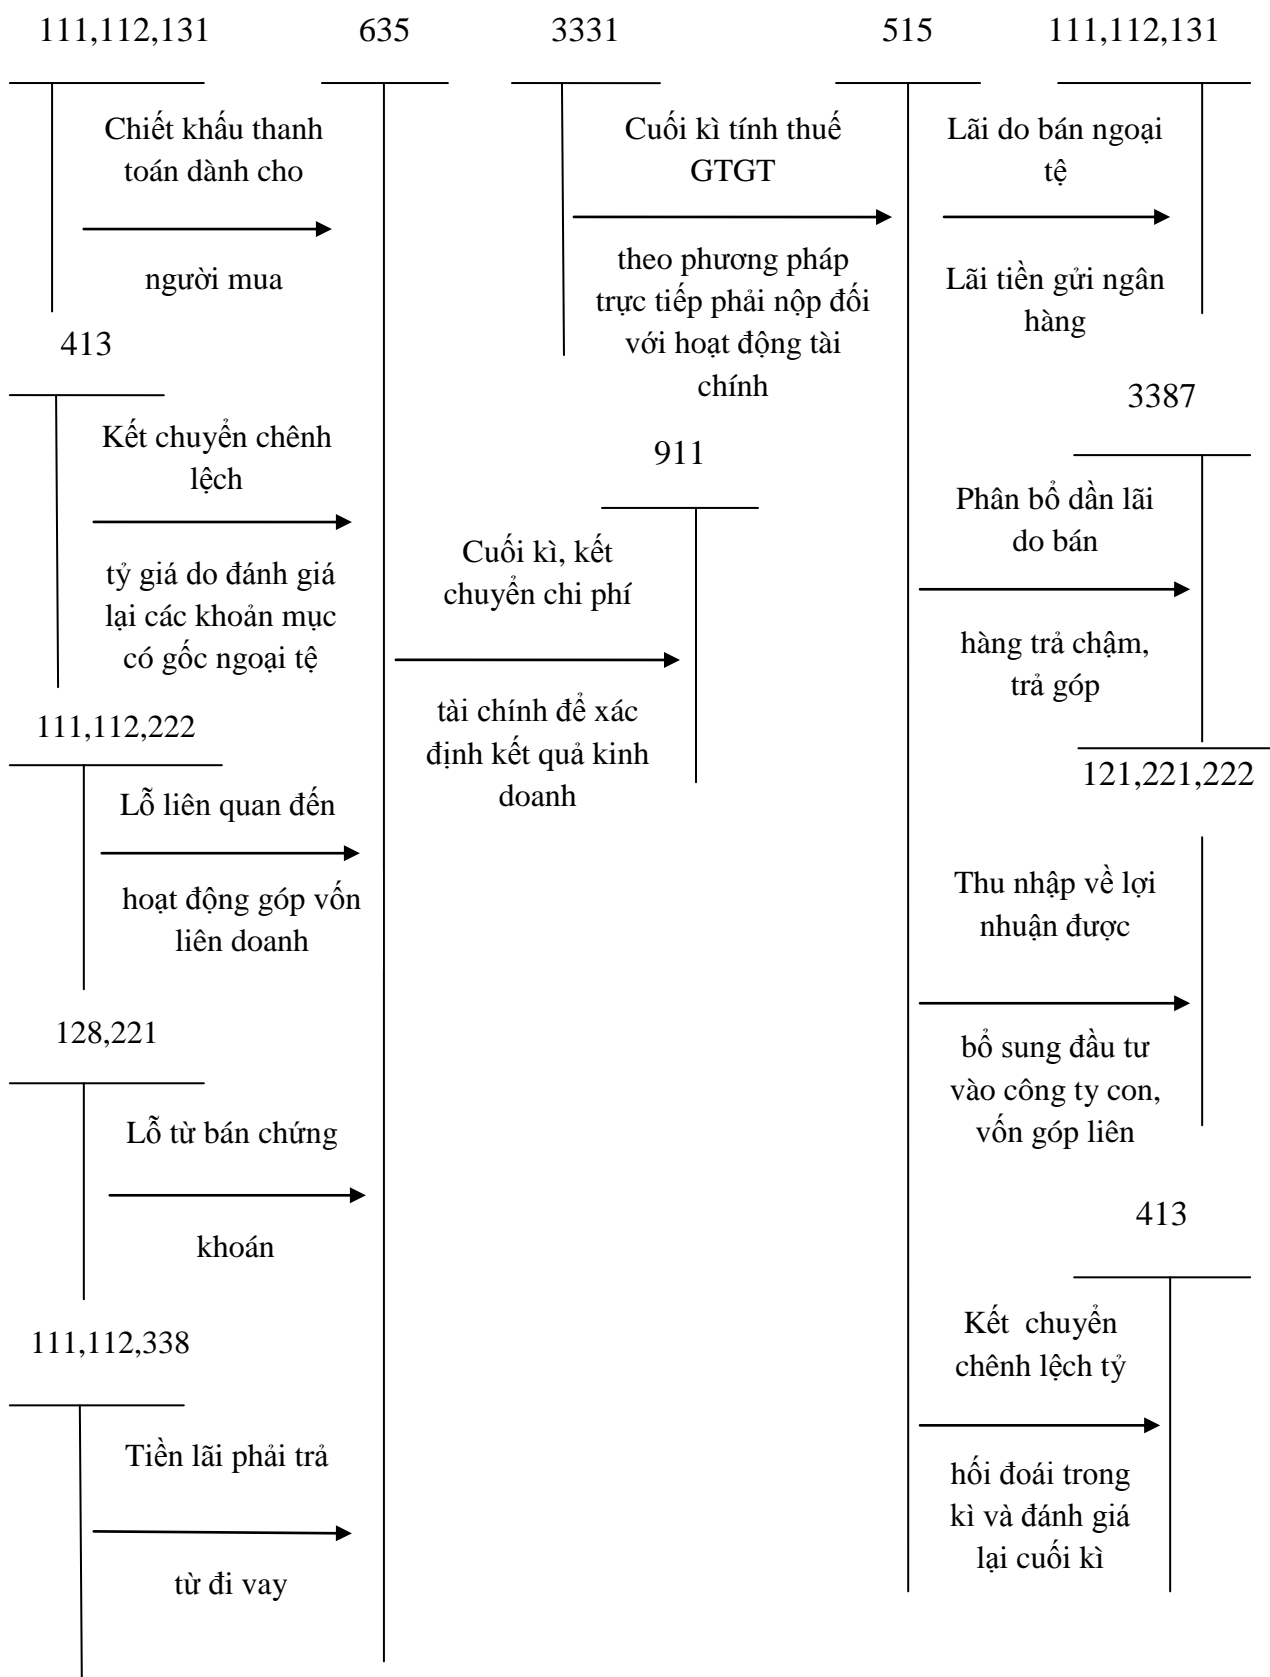 111,112,131
635
3331
515
111,112,131
Chiết khấu thanh
toán dành cho
người mua
413
Kết chuyển chênh
lệch
tỷ giá do đánh giá
lại các khoản mục
có gốc ngoại tệ
111,112,222
Lỗ liên quan đến
hoạt động góp vốn
liên doanh
128,221
Lỗ từ bán chứng
khoán
111,112,338
Tiền lãi phải trả
từ đi vay
Cuối kì tính thuế
GTGT
theo phương pháp
trực tiếp phải nộp đối
với hoạt động tài
chính
911
Cuối kì, kết
chuyển chi phí
tài chính để xác
định kết quả kinh
doanh
Lãi do bán ngoại
tệ
Lãi tiền gửi ngân
hàng
3387
Phân bổ dần lãi
do bán
hàng trả chậm,
trả góp
121,221,222
Thu nhập về lợi
nhuận được
bổ sung đầu tư
vào công ty con,
vốn góp liên
413
Kết chuyển
chênh lệch tỷ
hối đoái trong
kì và đánh giá
lại cuối kì